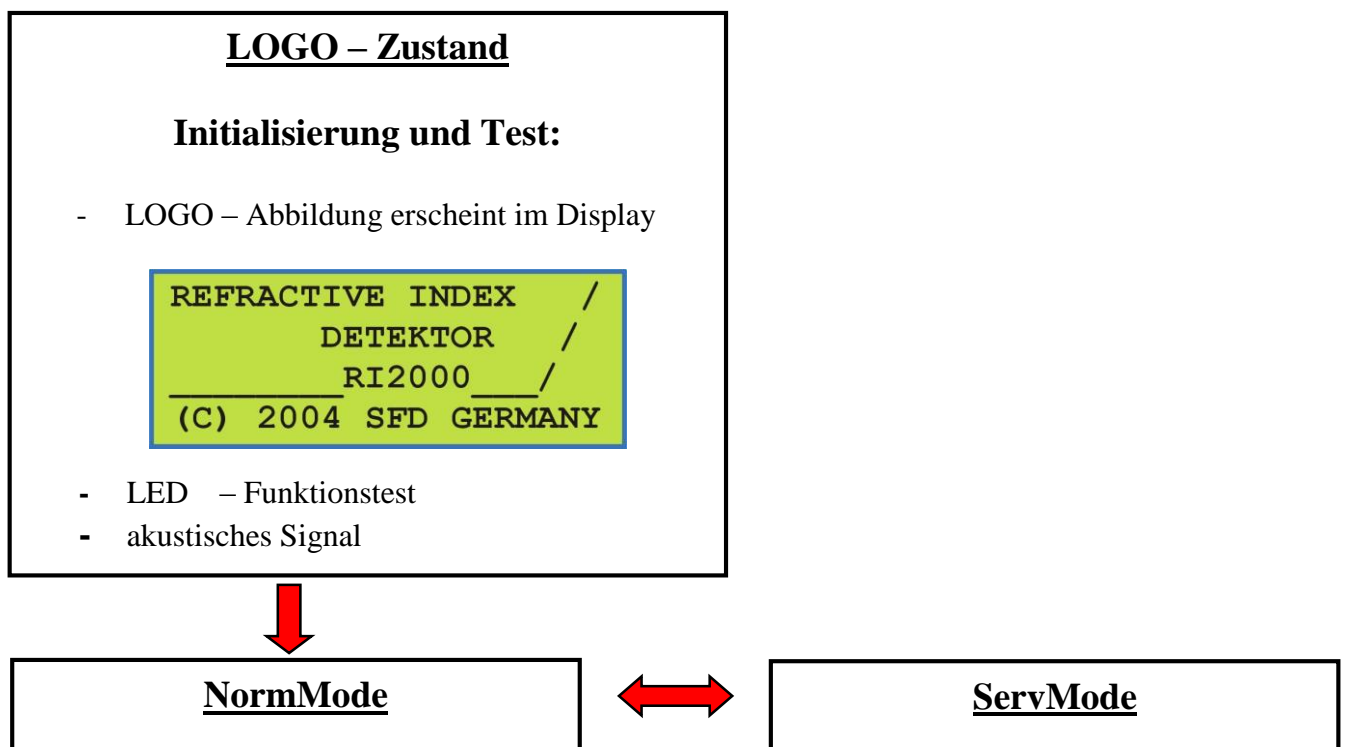 LOGO – Zustand
Initialisierung und Test:
- LOGO – Abbildung erscheint im Display
REFRACTIVE INDEX /
DETEKTOR /
________RI2000___/
(C) 2004 SFD GERMANY
- LED – Funktionstest
- akustisches Signal
NormMode
ServMode